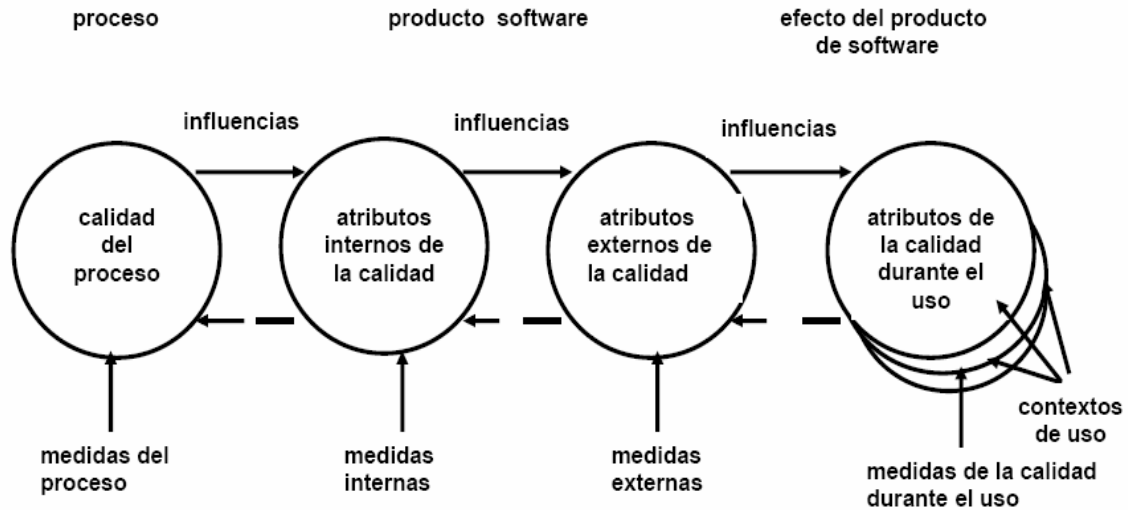 proceso
producto software
efecto del producto
de software
influencias
influencias
influencias
calidad
del
proceso
atributos
internos de
la calidad
atributos
externos de
la calidad
atributos de
la calidad
durante el
uso
medidas del
proceso
medidas
internas
medidas
externas
medidas de la calidad
durante el uso
contextos
de uso